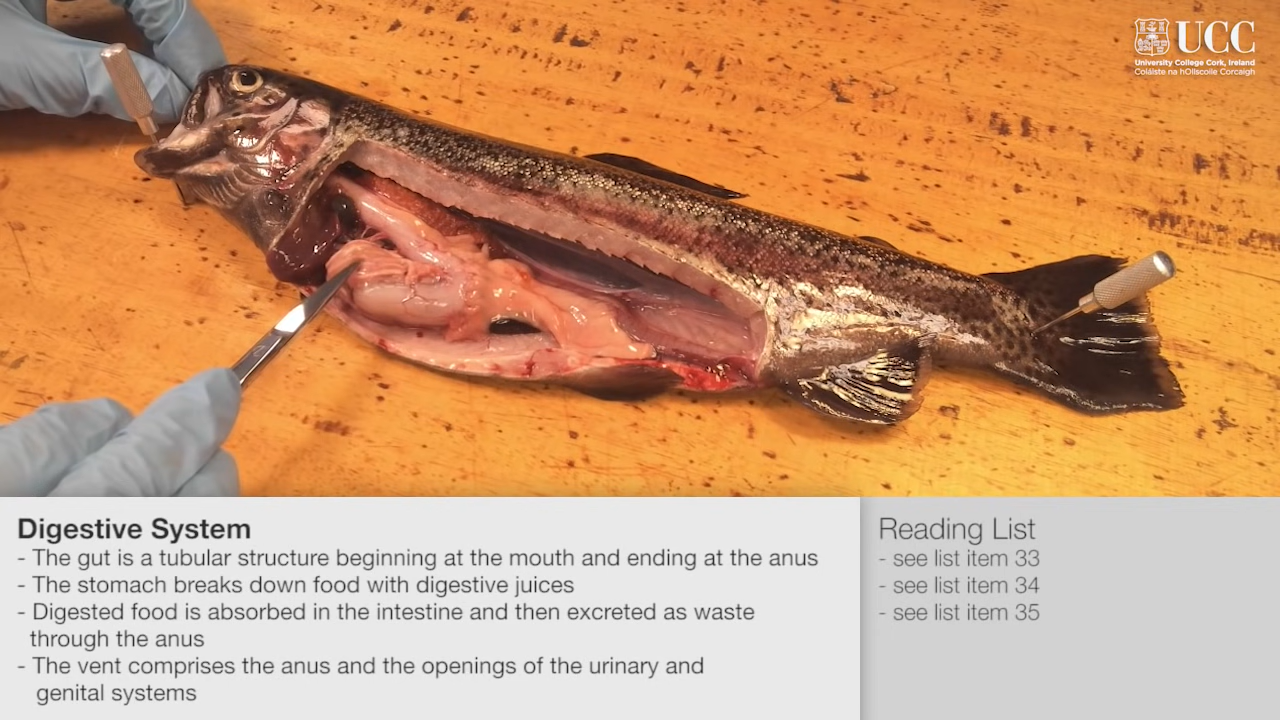 UCC
University College Cork, Ireland
Coláiste na hOllscoile Corcaigh
Digestive System
- The gut is a tubular structure beginning at the mouth and ending at the anus
- The stomach breaks down food with digestive juices
- Digested food is absorbed in the intestine and then excreted as waste
through the anus
- The vent comprises the anus and the openings of the urinary and
genital systems
Reading List
- see list item 33
- see list item 34
- see list item 35